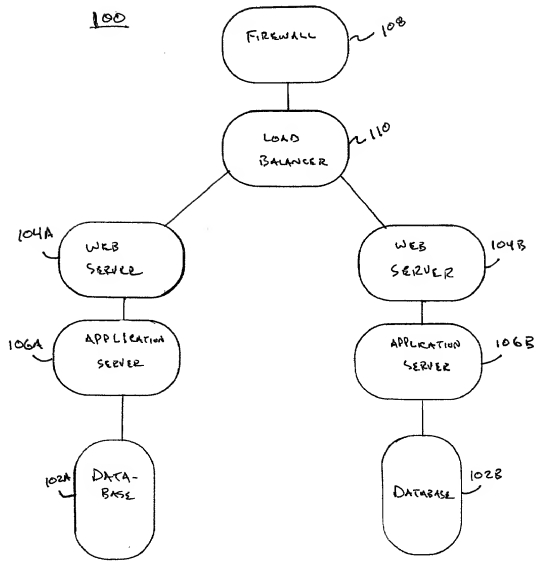 100
FIREWALL
108
LOAD
BALANCER
110
104A
WEB
SERVER
WEB
SERVER
104B
106A
APPLICATION
SERVER
APPLICATION
SERVER
106B
102A
DATA-
BASE
DATABASE
102B